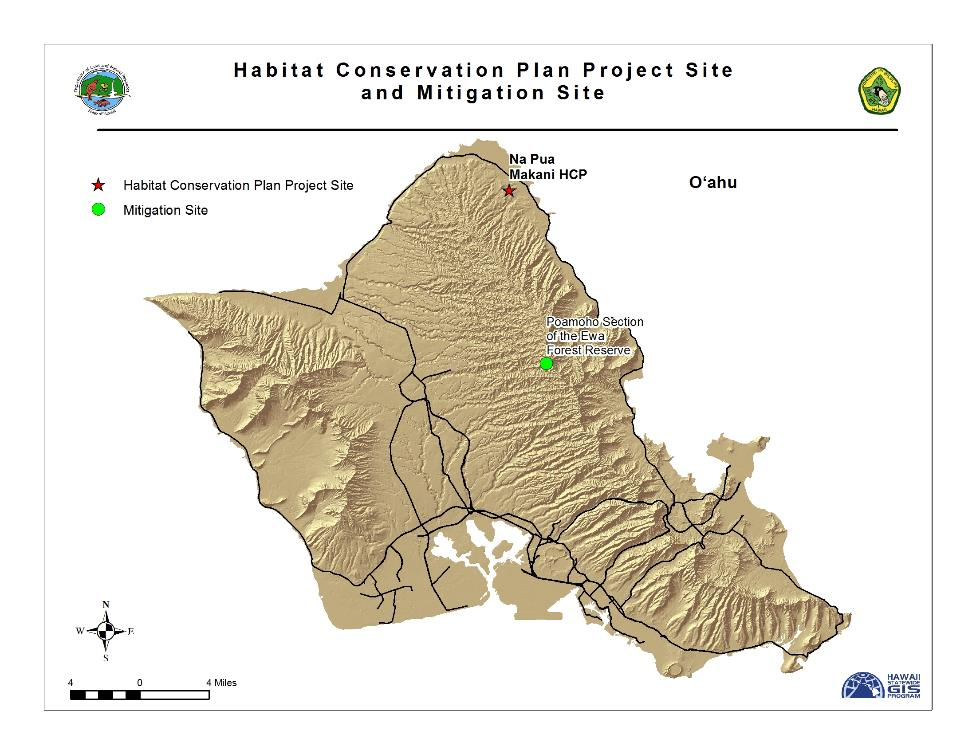 Habitat Conservation Plan Project Site
and Mitigation Site
Na Pua
Makani HCP
Habitat Conservation Plan Project Site
Oʻahu
Mitigation Site
Poamoho Section
of the Ewa
Forest Reserve
N
W
E
S
4
0
4 Miles
HAWAII
STATEWIDE
GIS
PROGRAM